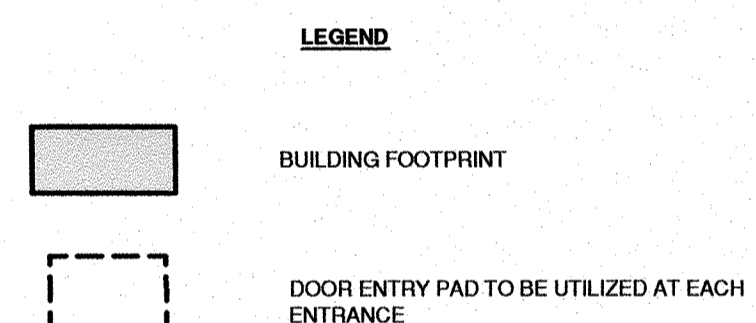 LEGEND
BUILDING FOOTPRINT
DOOR ENTRY PAD TO BE UTILIZED AT EACH
ENTRANCE